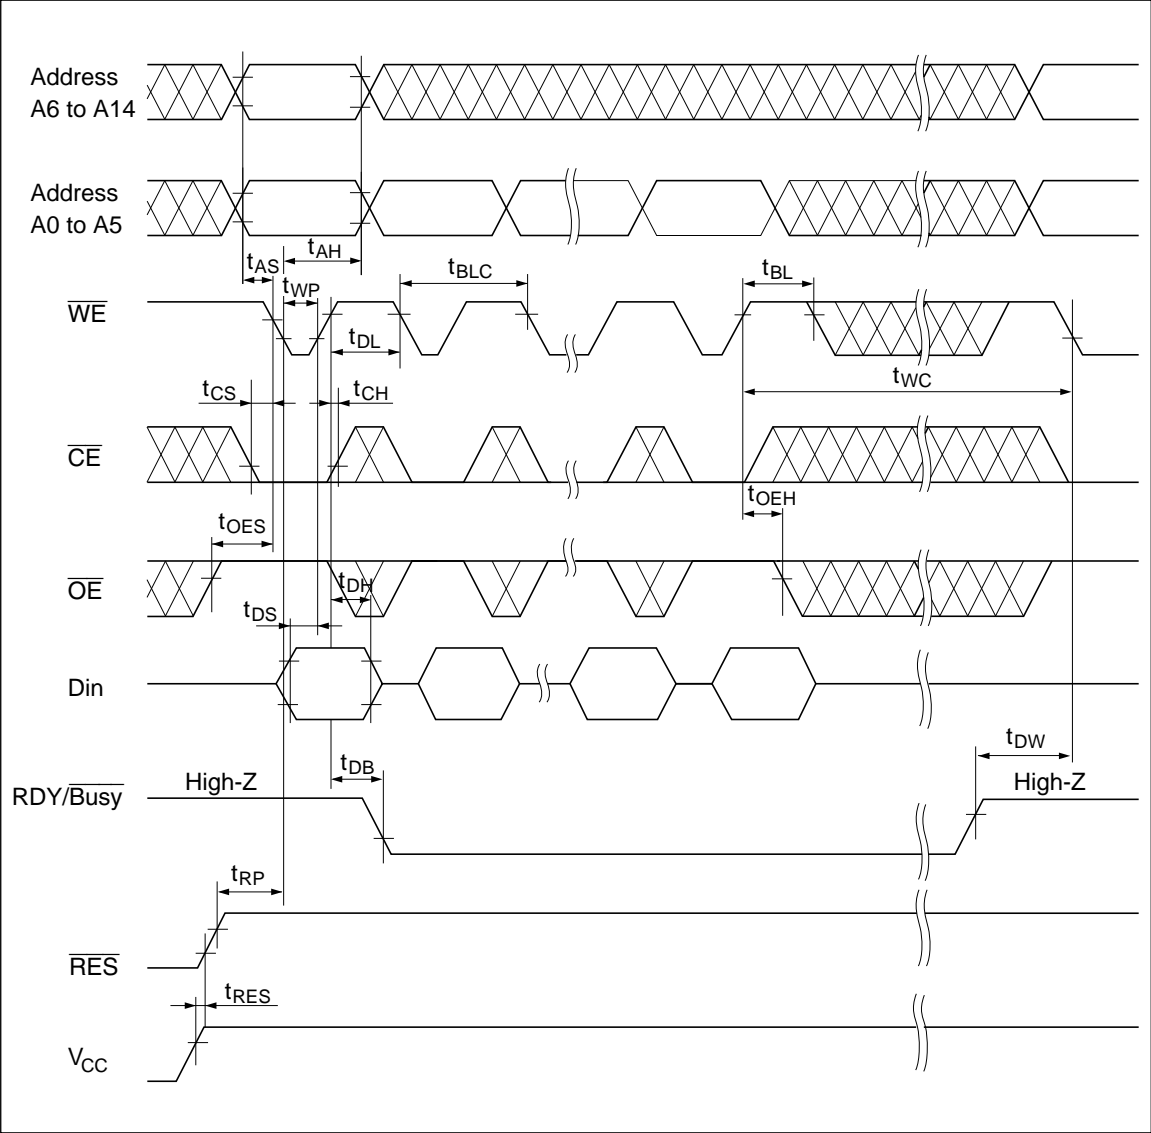 Address
A6 to A14
Address
A0 to A5
tAH
tAS
tBLC
tBL
tWP
WE
tDL
tWC
tCS
tCH
CE
tOEH
tOES
OE
tDH
tDS
Din
tDW
tDB
High-Z
High-Z
RDY/Busy
tRP
RES
tRES
VCC